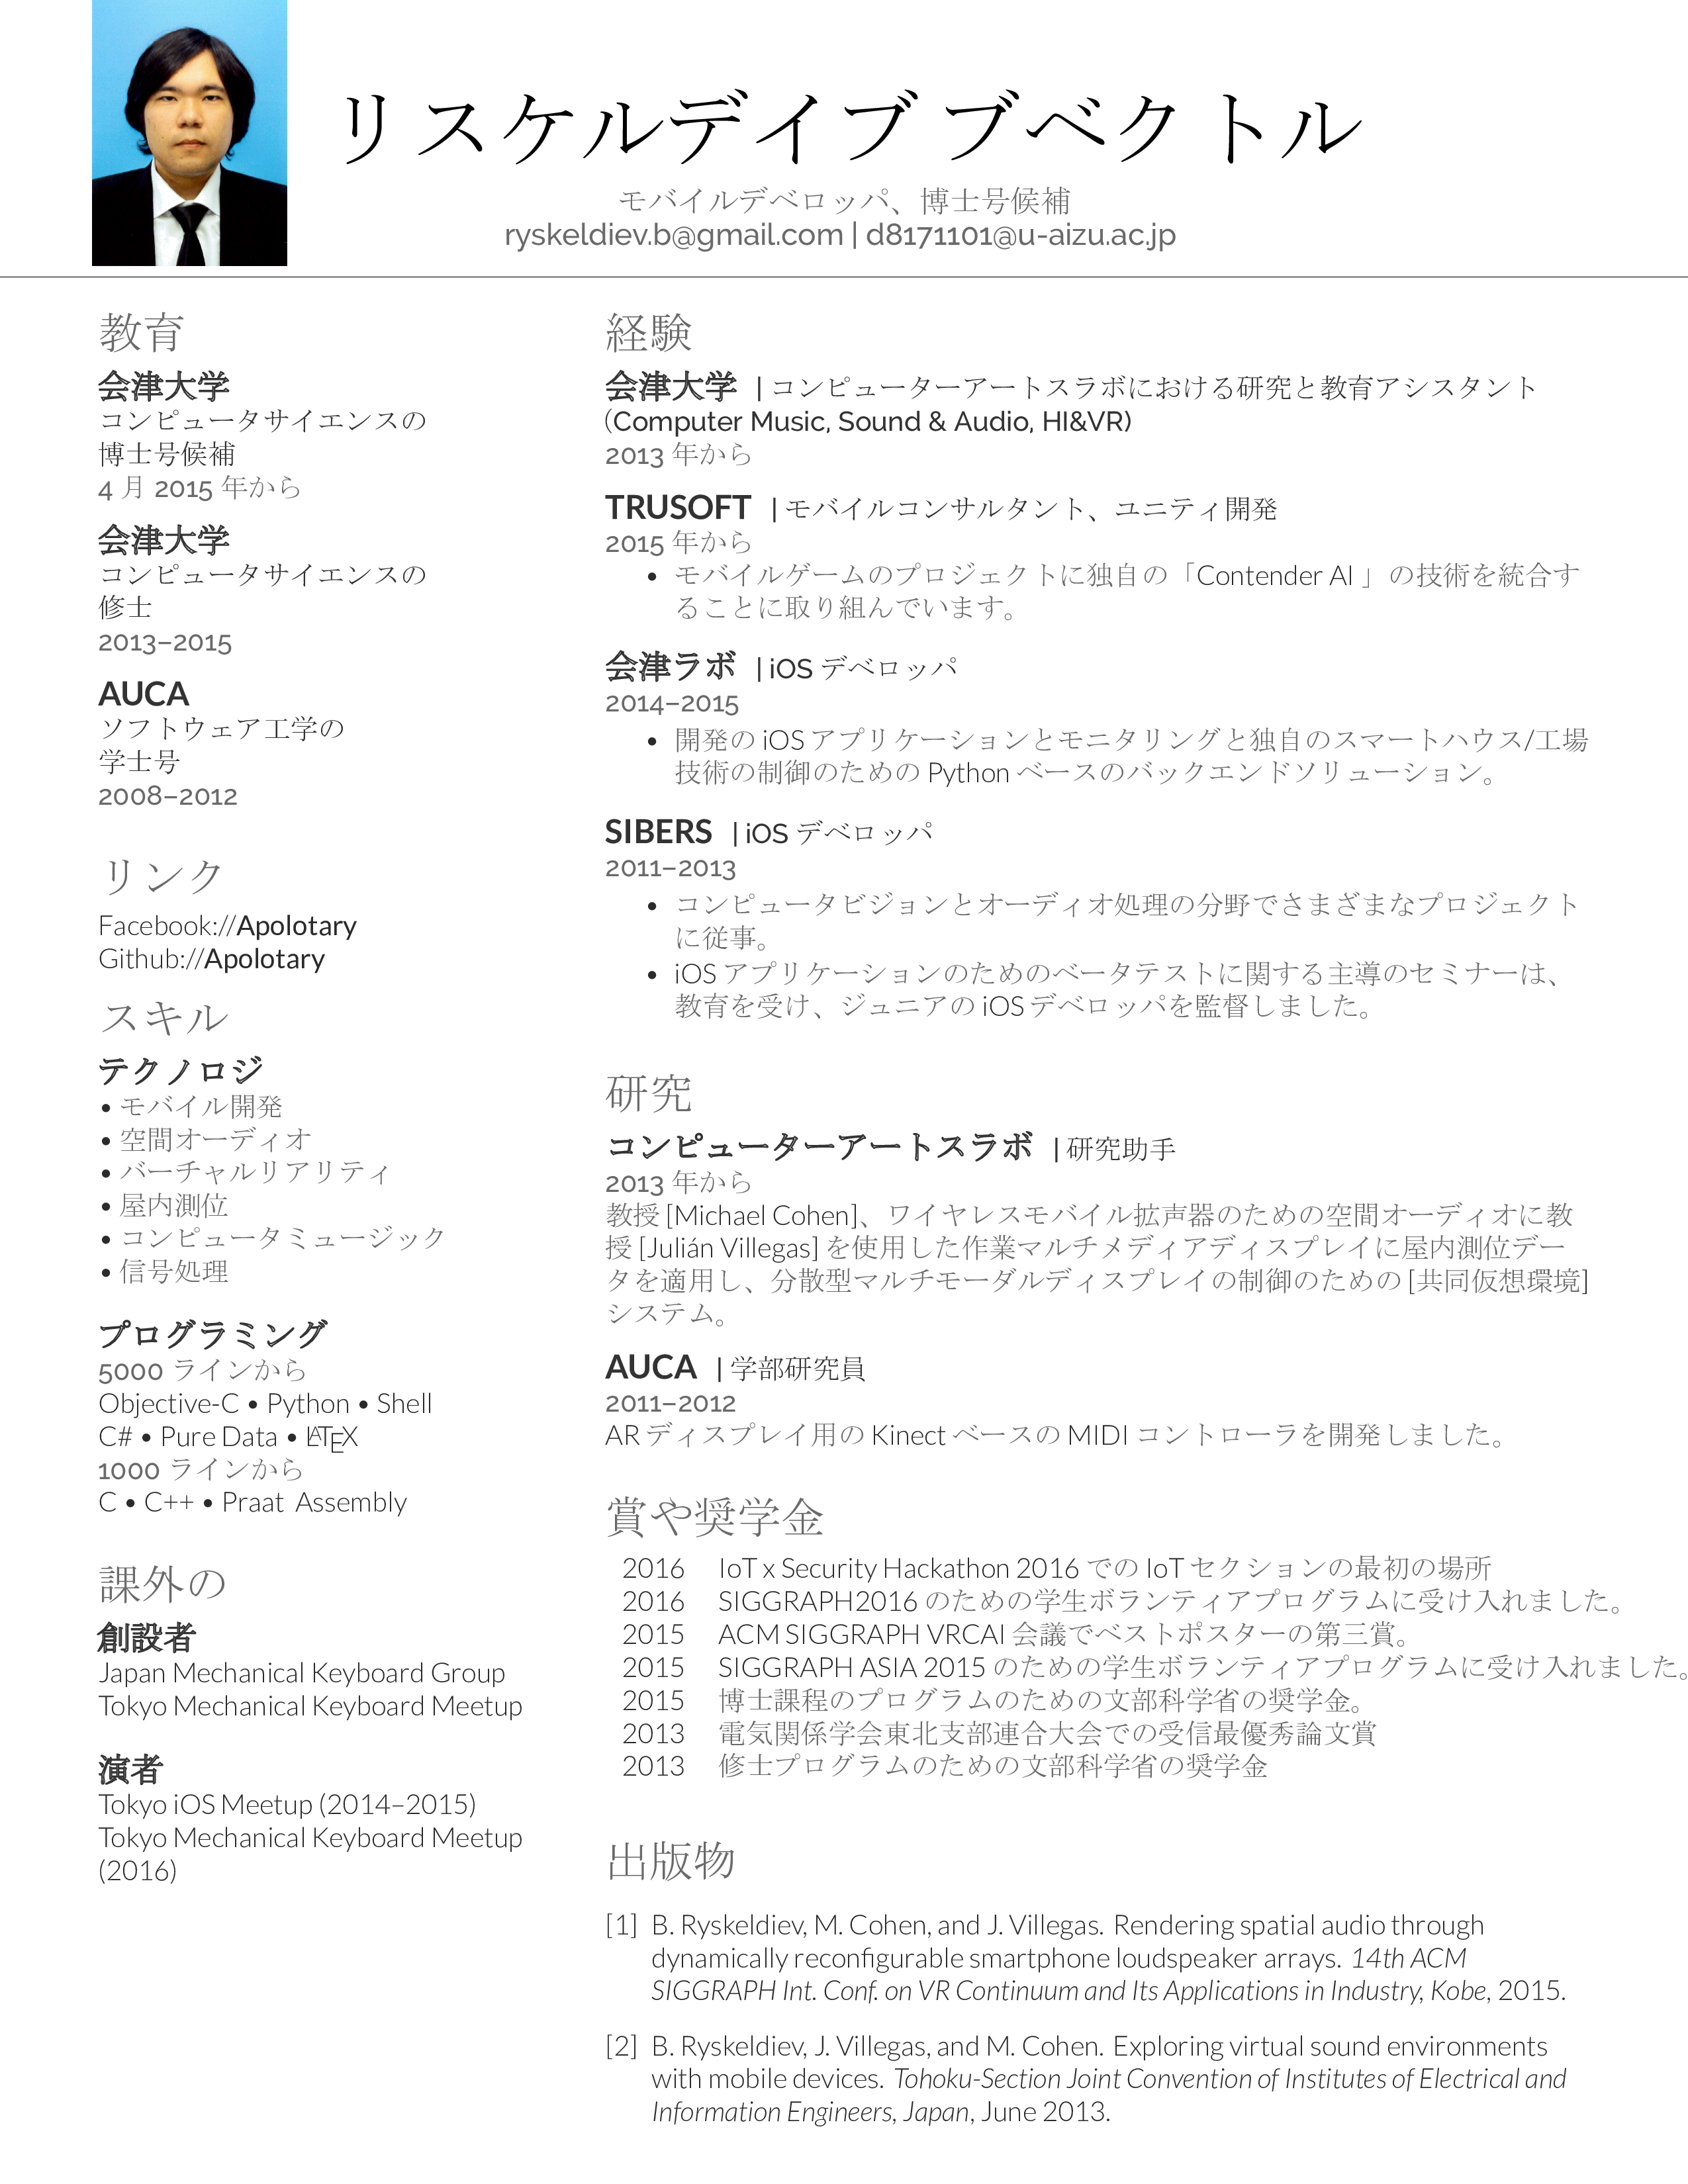 リスケルデイブ ブベクトル
モバイルデベロッパ、博士号候補
ryskeldiev.b@gmail.com | d8171101@u-aizu.ac.jp
教育
会津大学
コンピュータサイエンスの
博士号候補
4 月 2015 年から
会津大学
コンピュータサイエンスの
修士
2013–2015
AUCA
ソフトウェア工学の
学士号
2008–2012
リンク
Facebook://Apolotary
Github://Apolotary
スキル
テクノロジ
• モバイル開発
• 空間オーディオ
• バーチャルリアリティ
• 屋内測位
• コンピュータミュージック
• 信号処理
プログラミング
5000 ラインから
Objective-C • Python • Shell
C# • Pure Data • LATEX
1000 ラインから
C • C++ • Praat Assembly
課外の
創設者
Japan Mechanical Keyboard Group
Tokyo Mechanical Keyboard Meetup
演者
Tokyo iOS Meetup (2014–2015)
Tokyo Mechanical Keyboard Meetup
(2016)
経験
会津大学 | コンピューターアートスラボにおける研究と教育アシスタント
(Computer Music, Sound & Audio, HI&VR)
2013 年から
TRUSOFT | モバイルコンサルタント、ユニティ開発
2015 年から
• モバイルゲームのプロジェクトに独自の「Contender AI 」の技術を統合す
ることに取り組んでいます。
会津ラボ | iOS デベロッパ
2014–2015
• 開発の iOS アプリケーションとモニタリングと独自のスマートハウス/工場
技術の制御のための Python ベースのバックエンドソリューション。
SIBERS | iOS デベロッパ
2011–2013
• コンピュータビジョンとオーディオ処理の分野でさまざまなプロジェクト
に従事。
• iOS アプリケーションのためのベータテストに関する主導のセミナーは、
教育を受け、ジュニアの iOS デベロッパを監督しました。
研究
コンピューターアートスラボ | 研究助手
2013 年から
教授 [Michael Cohen]、ワイヤレスモバイル拡声器のための空間オーディオに教
授 [Julián Villegas] を使用した作業マルチメディアディスプレイに屋内測位デー
タを適用し、分散型マルチモーダルディスプレイの制御のための [共同仮想環境]
システム。
AUCA | 学部研究員
2011–2012
AR ディスプレイ用の Kinect ベースの MIDI コントローラを開発しました。
賞や奨学金
2016 IoT x Security Hackathon 2016 での IoT セクションの最初の場所
2016 SIGGRAPH2016 のための学生ボランティアプログラムに受け入れました。
2015 ACM SIGGRAPH VRCAI 会議でベストポスターの第三賞。
2015 SIGGRAPH ASIA 2015 のための学生ボランティアプログラムに受け入れました。
2015 博士課程のプログラムのための文部科学省の奨学金。
2013 電気関係学会東北支部連合大会での受信最優秀論文賞
2013 修士プログラムのための文部科学省の奨学金
出版物
[1] B. Ryskeldiev, M. Cohen, and J. Villegas. Rendering spatial audio through
dynamically reconfigurable smartphone loudspeaker arrays. 14th ACM
SIGGRAPH Int. Conf. on VR Continuum and Its Applications in Industry, Kobe, 2015.
[2] B. Ryskeldiev, J. Villegas, and M. Cohen. Exploring virtual sound environments
with mobile devices. Tohoku-Section Joint Convention of Institutes of Electrical and
Information Engineers, Japan, June 2013.